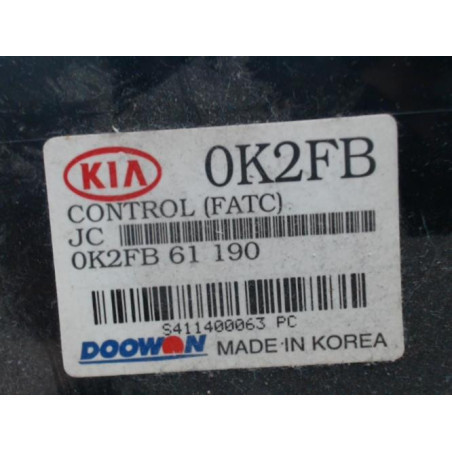 KIA 0K2FB
CONTROL (FATC)
JC
0K2FB 61 190
S411400063 PC
DOOWON MADE IN KOREA